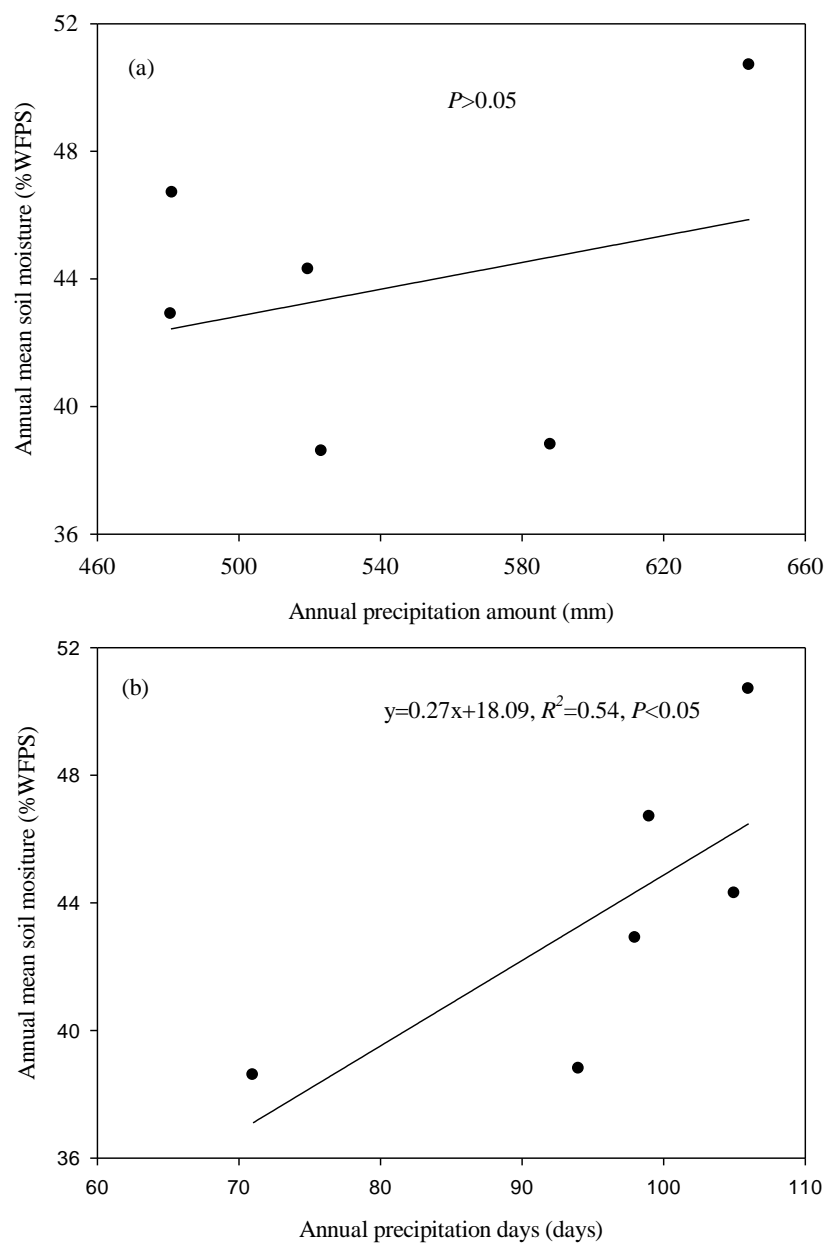 52
(a)
P>0.05
48
44
40
36
Annual mean soil moisture (%WFPS)
460 500 540 580 620 660
Annual precipitation amount (mm)
52
(b)
y=0.27x+18.09, R²=0.54, P<0.05
48
44
40
36
Annual mean soil mositure (%WFPS)
60 70 80 90 100 110
Annual precipitation days (days)